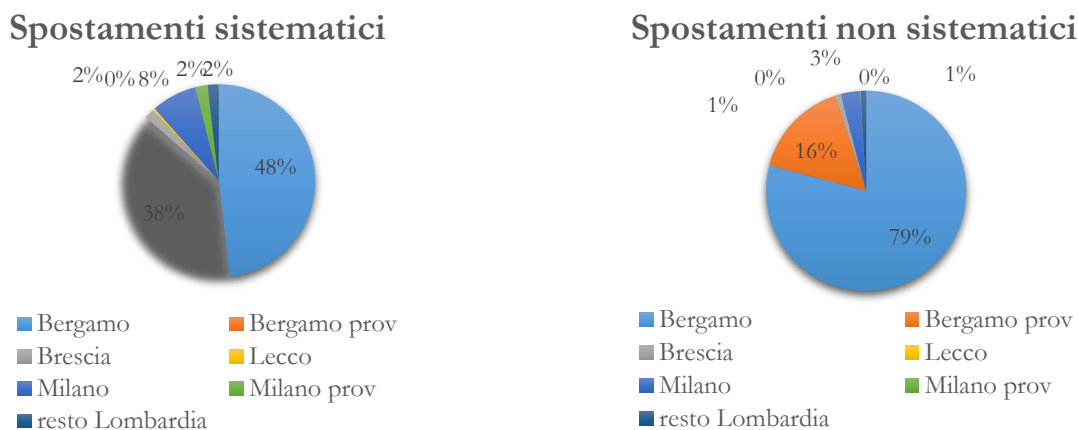 Spostamenti sistematici
2% 0% 8% 2% 2%
48%
38%
Bergamo Bergamo prov
Brescia Lecco
Milano Milano prov
resto Lombardia
Spostamenti non sistematici
3% 0% 1%
0%
1%
16%
79%
Bergamo Bergamo prov
Brescia Lecco
Milano Milano prov
resto Lombardia